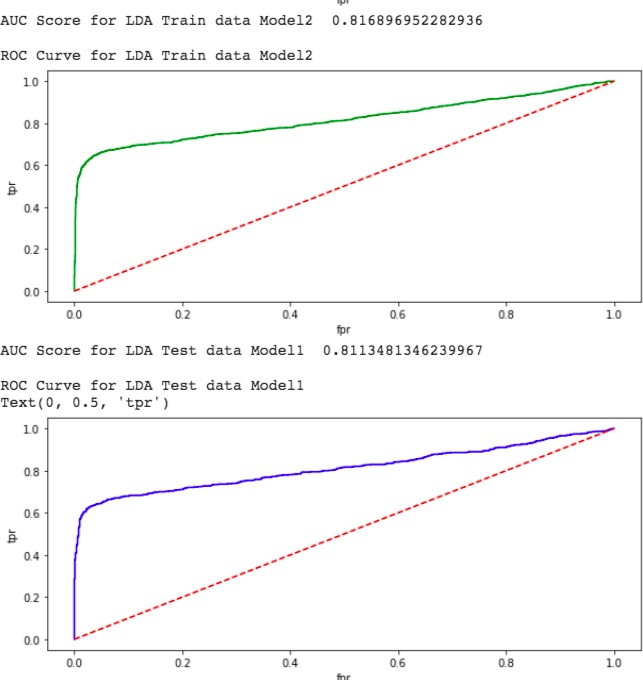 fpr
AUC Score for LDA Train data Model2  0.816896952282936
ROC Curve for LDA Train data Model2
1.0
0.8
0.6
tpr
0.4
0.2
0.0
0.0 0.2 0.4 0.6 0.8 1.0
fpr
AUC Score for LDA Test data Model1  0.8113481346239967
ROC Curve for LDA Test data Model1
Text(0, 0.5, 'tpr')
1.0
0.8
0.6
tpr
0.4
0.2
0.0
0.0 0.2 0.4 0.6 0.8 1.0
fpr